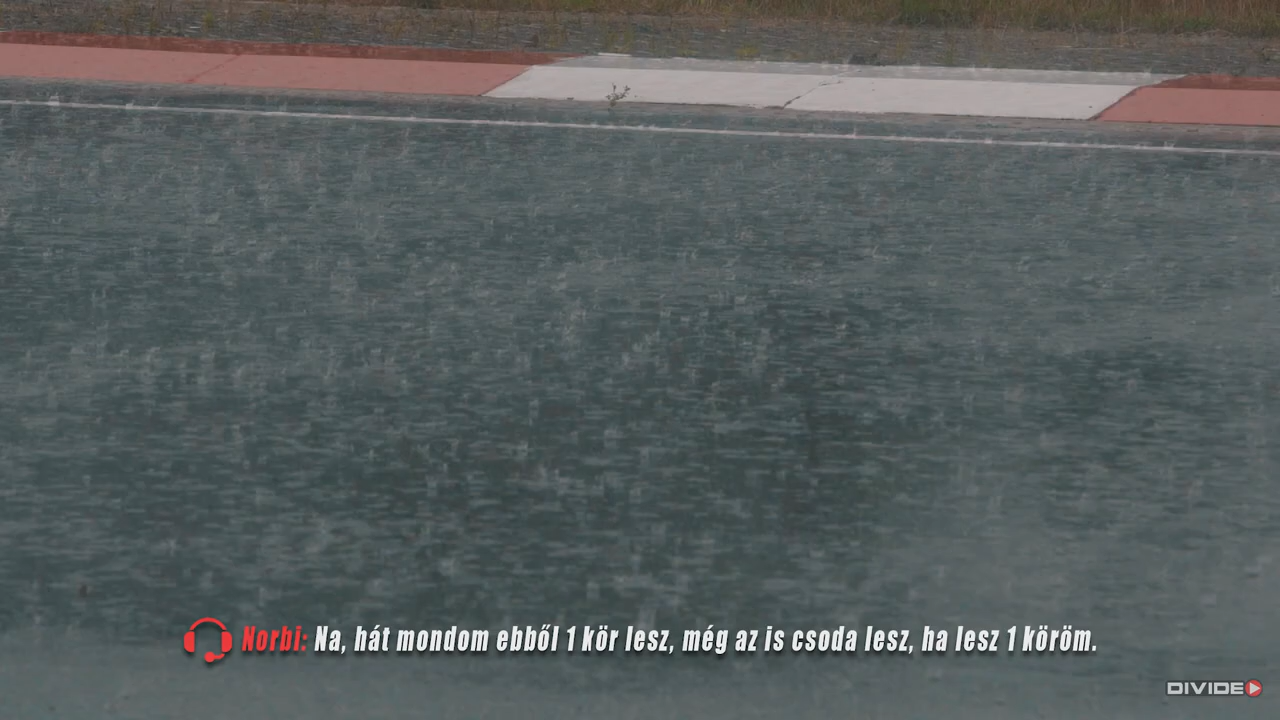 Norbi: Na, hát mondom ebből 1 kör lesz, még az is csoda lesz, ha lesz 1 köröm.
DIVIDE